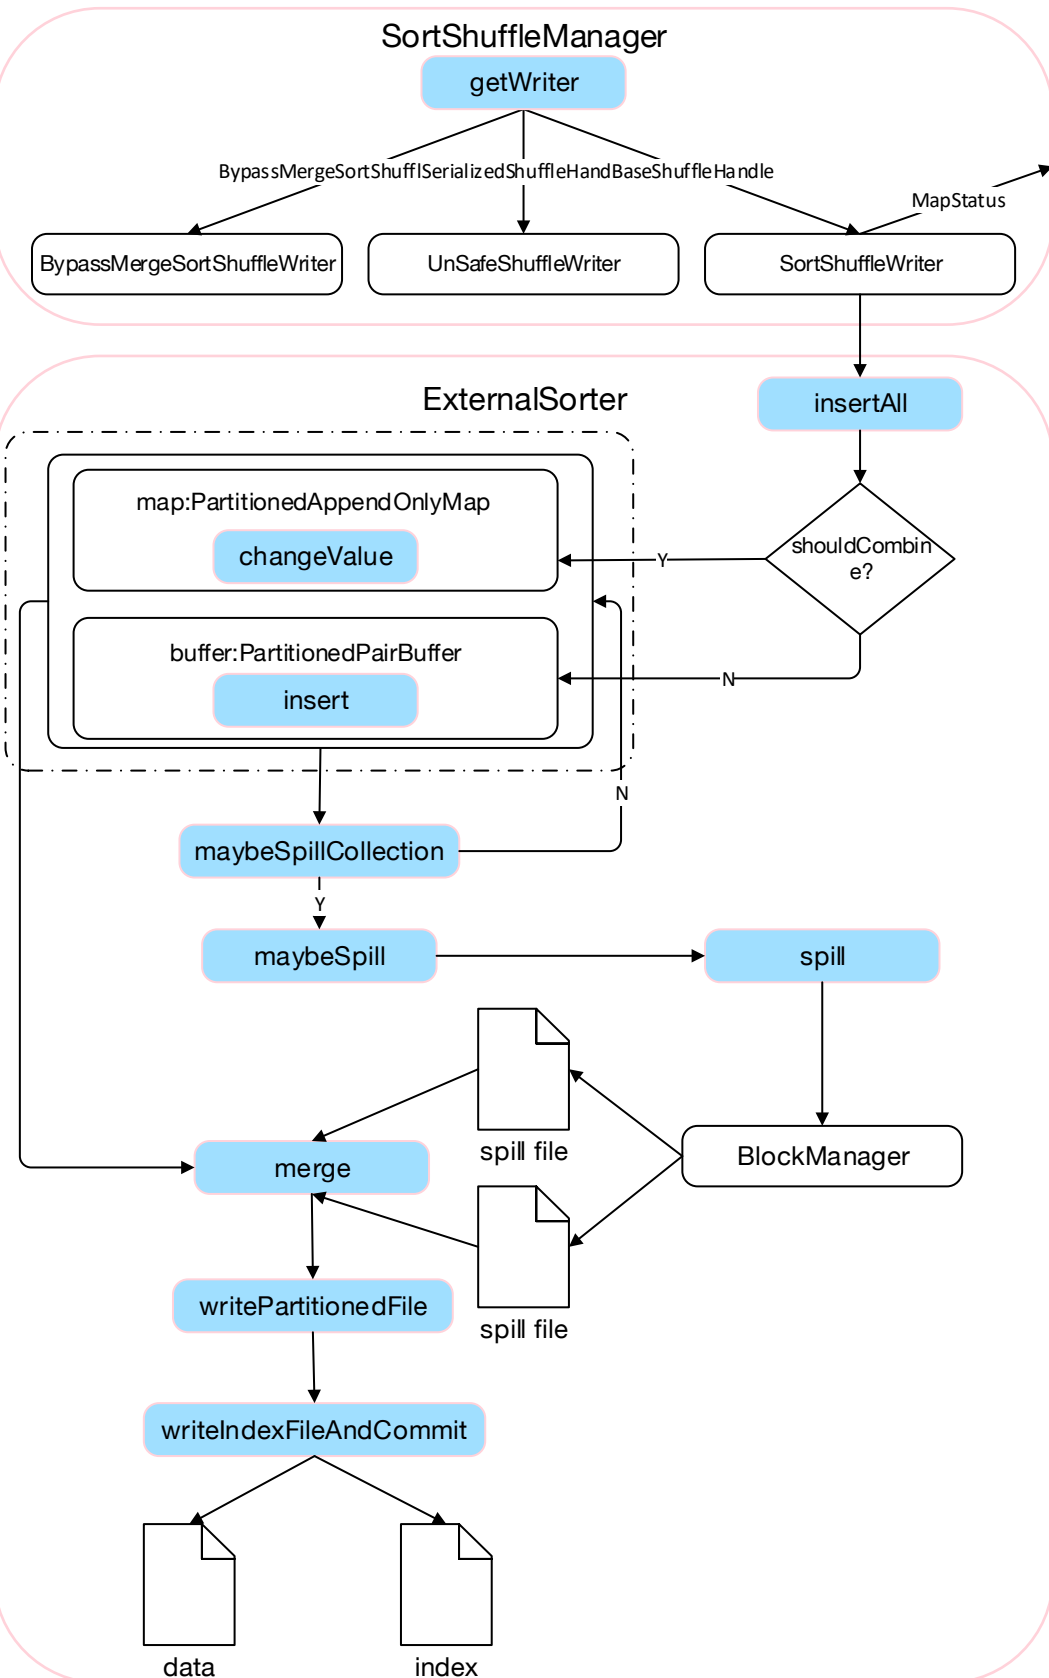 SortShuffleManager
getWriter
BypassMergeSortShufflSerializedShuffleHandBaseShuffleHandle
MapStatus
BypassMergeSortShuffleWriter
UnSafeShuffleWriter
SortShuffleWriter
ExternalSorter
insertAll
map:PartitionedAppendOnlyMap
changeValue
Y
shouldCombin
e?
buffer:PartitionedPairBuffer
insert
N
N
maybeSpillCollection
Y
maybeSpill
spill
spill file
BlockManager
merge
writePartitionedFile
spill file
writeIndexFileAndCommit
data
index